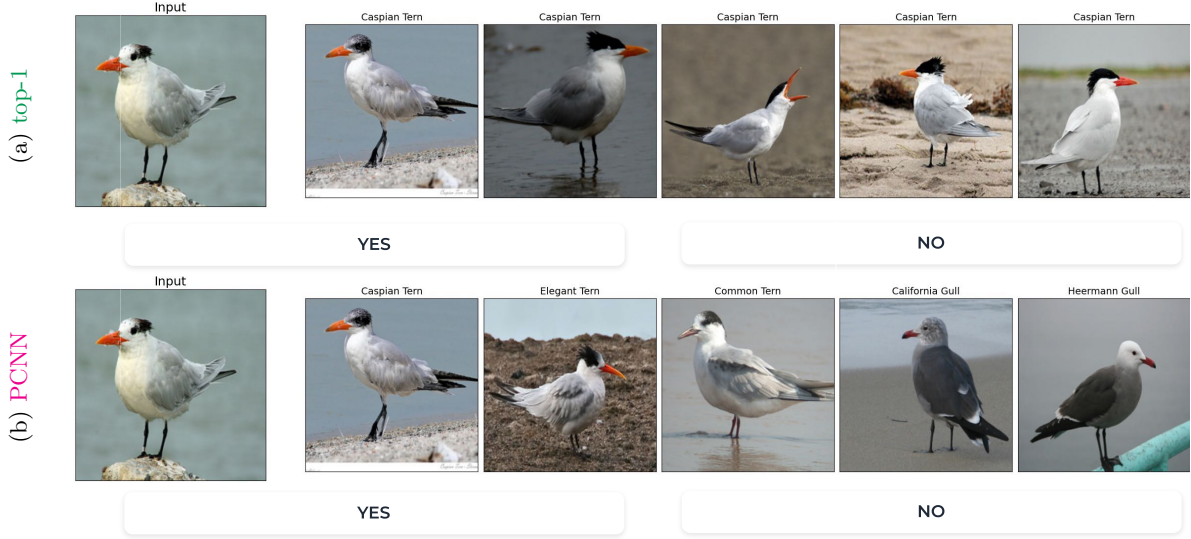 Input
Caspian Tern
Caspian Tern
Caspian Tern
Caspian Tern
Caspian Tern
(a) top-1
YES
NO
Input
Caspian Tern
Elegant Tern
Common Tern
California Gull
Heermann Gull
(b) PCNN
YES
NO